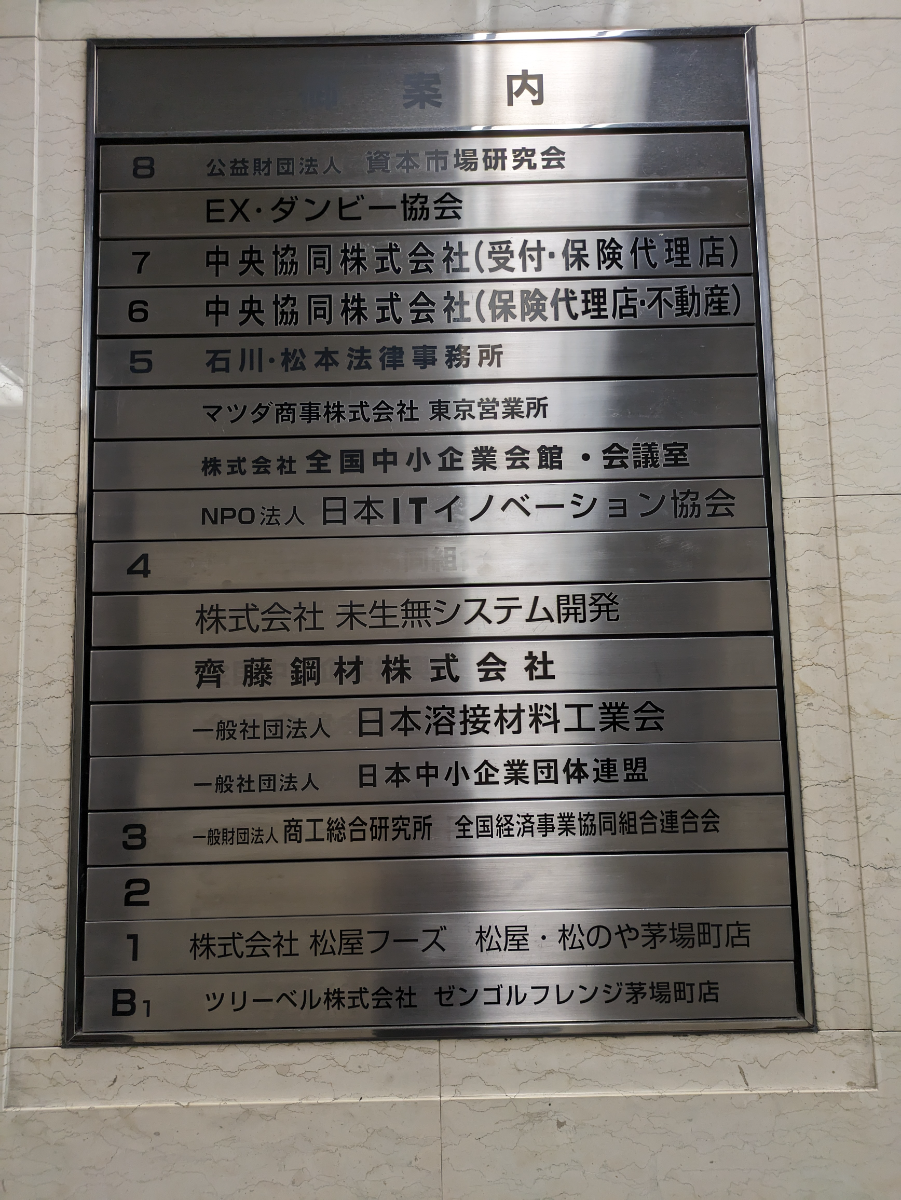 御 案 内
8 公益財団法人 資本市場研究会
EX・ダンビー協会
7 中央協同株式会社(受付・保険代理店)
6 中央協同株式会社(保険代理店・不動産)
5 石川・松本法律事務所
マツダ商事株式会社 東京営業所
株式会社 全国中小企業会館・会議室
NPO法人 日本ITイノベーション協会
4
株式会社 未生無システム開発
齊藤鋼材株式会社
一般社団法人 日本溶接材料工業会
一般社団法人 日本中小企業団体連盟
3 一般財団法人 商工総合研究所 全国経済事業協同組合連合会
2
1 株式会社 松屋フーズ 松屋・松のや茅場町店
B1 ツリーベル株式会社 ゼンゴルフレンジ茅場町店